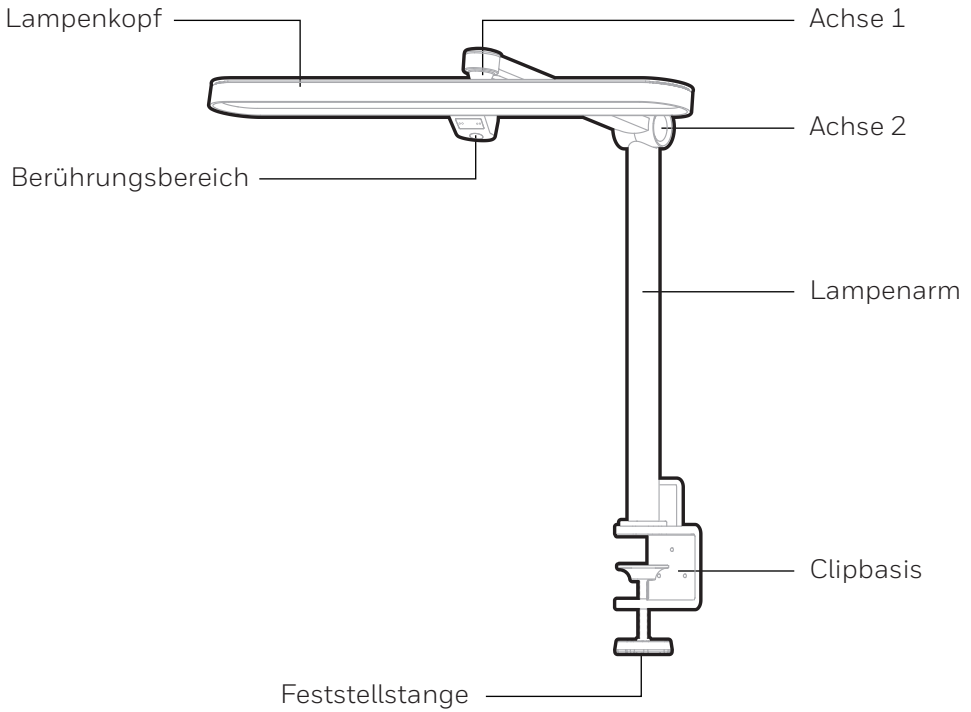 Lampenkopf
Achse 1
Achse 2
Berührungsbereich
Lampenarm
Clipbasis
Feststellstange